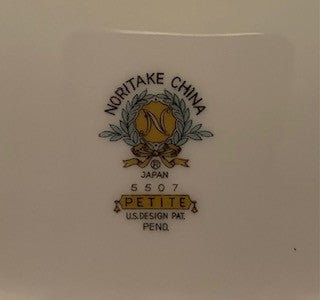 NORITAKE CHINA
N
®
JAPAN
5507
PETITE
U.S. DESIGN PAT.
PEND.